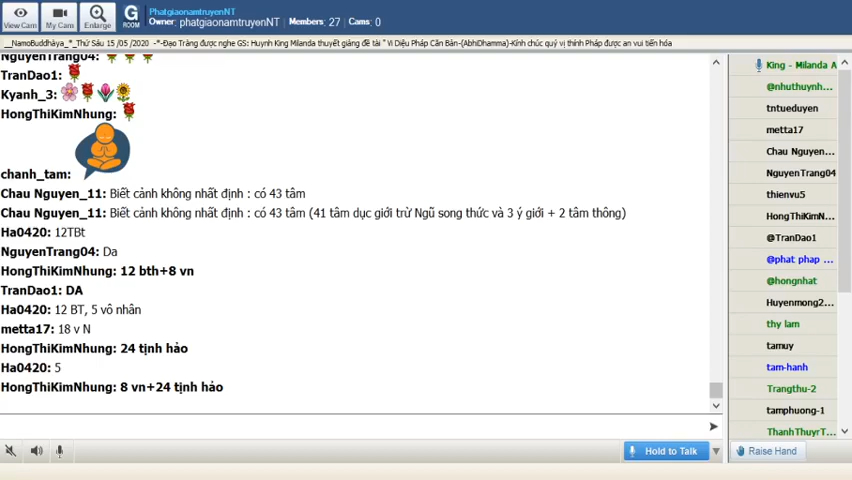 View Cam
My Cam
Enlarge
G
ROOM
PhatgiaonamtruyenNT
Owner: phatgiaonamtruyenNT Members: 27 Cams: 0
__NamoBuddhàya_*_Thứ Sáu 15 /05 /2020 -*-Đạo Tràng được nghe GS: Huynh King Milanda thuyết giảng đề tài " Vi Diệu Pháp Căn Bản-(AbhiDhamma)-Kính chúc quý vị thính Pháp được an vui tiến hóa
NguyenTrang04:
TranDao1:
Kyanh_3:
HongThiKimNhung:
chanh_tam:
Chau Nguyen_11: Biết cảnh không nhất định : có 43 tâm
Chau Nguyen_11: Biết cảnh không nhất định : có 43 tâm (41 tâm dục giới trừ Ngũ song thức và 3 ý giới + 2 tâm thông)
Ha0420: 12TBt
NguyenTrang04: Da
HongThiKimNhung: 12 bth+8 vn
TranDao1: DA
Ha0420: 12 BT, 5 vô nhân
metta17: 18 v N
HongThiKimNhung: 24 tịnh hảo
Ha0420: 5
HongThiKimNhung: 8 vn+24 tịnh hảo
Hold to Talk
King - Milanda A
@nhuthuynh...
tntueduyen
metta17
Chau Nguyen...
NguyenTrang04
thienvu5
HongThiKimN...
@TranDao1
@phat phap ...
@hongnhat
Huyenmong2...
thy lam
tamuy
tam-hanh
Trangthu-2
tamphuong-1
ThanhThuyrT...
Raise Hand